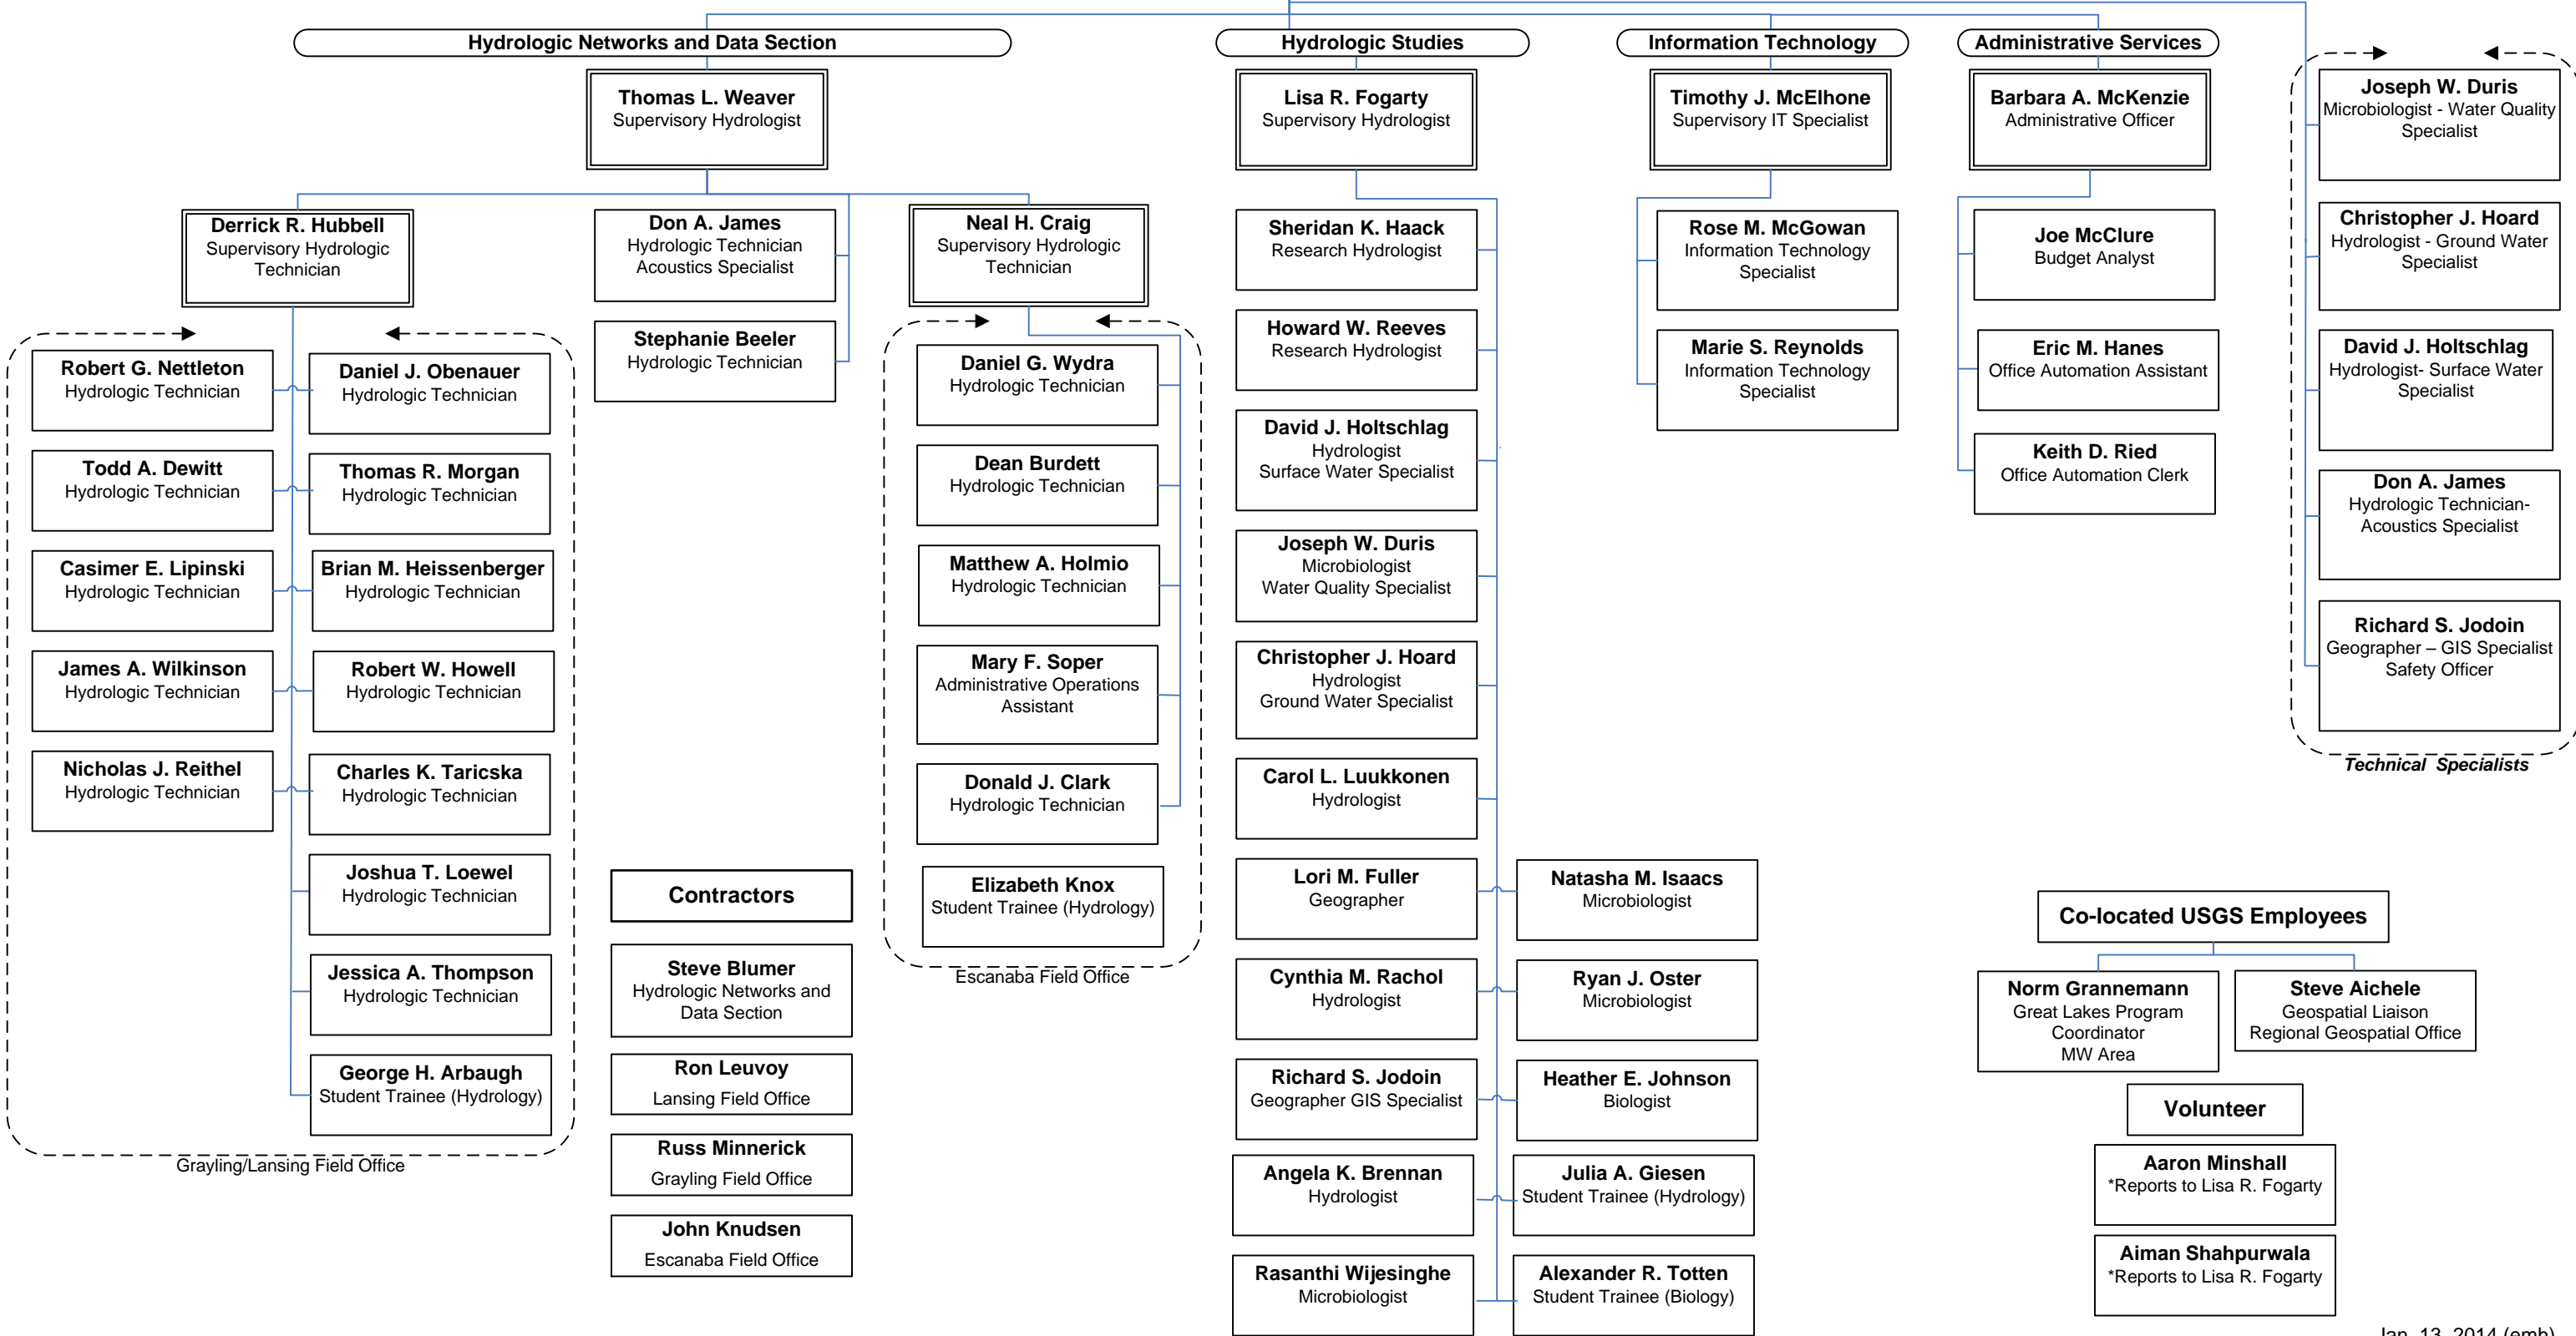 Hydrologic Networks and Data Section
Hydrologic Studies
Information Technology
Administrative Services
Thomas L. Weaver
Supervisory Hydrologist
Lisa R. Fogarty
Supervisory Hydrologist
Timothy J. McElhone
Supervisory IT Specialist
Barbara A. McKenzie
Administrative Officer
Derrick R. Hubbell
Supervisory Hydrologic
Technician
Robert G. Nettleton
Hydrologic Technician
Daniel J. Obenauer
Hydrologic Technician
Todd A. Dewitt
Hydrologic Technician
Thomas R. Morgan
Hydrologic Technician
Casimer E. Lipinski
Hydrologic Technician
Brian M. Heissenberger
Hydrologic Technician
James A. Wilkinson
Hydrologic Technician
Robert W. Howell
Hydrologic Technician
Nicholas J. Reithel
Hydrologic Technician
Charles K. Taricska
Hydrologic Technician
Joshua T. Loewel
Hydrologic Technician
Jessica A. Thompson
Hydrologic Technician
George H. Arbaugh
Student Trainee (Hydrology)
Grayling/Lansing Field Office
Don A. James
Hydrologic Technician
Acoustics Specialist
Stephanie Beeler
Hydrologic Technician
Contractors
Steve Blumer
Hydrologic Networks and
Data Section
Ron Leuvoy
Lansing Field Office
Russ Minnerick
Grayling Field Office
John Knudsen
Escanaba Field Office
Neal H. Craig
Supervisory Hydrologic
Technician
Daniel G. Wydra
Hydrologic Technician
Dean Burdett
Hydrologic Technician
Matthew A. Holmio
Hydrologic Technician
Mary F. Soper
Administrative Operations
Assistant
Donald J. Clark
Hydrologic Technician
Elizabeth Knox
Student Trainee (Hydrology)
Escanaba Field Office
Sheridan K. Haack
Research Hydrologist
Howard W. Reeves
Research Hydrologist
David J. Holtschlag
Hydrologist
Surface Water Specialist
Joseph W. Duris
Microbiologist
Water Quality Specialist
Christopher J. Hoard
Hydrologist
Ground Water Specialist
Carol L. Luukkonen
Hydrologist
Lori M. Fuller
Geographer
Natasha M. Isaacs
Microbiologist
Cynthia M. Rachol
Hydrologist
Ryan J. Oster
Microbiologist
Richard S. Jodoin
Geographer GIS Specialist
Heather E. Johnson
Biologist
Angela K. Brennan
Hydrologist
Julia A. Giesen
Student Trainee (Hydrology)
Rasanthi Wijesinghe
Microbiologist
Alexander R. Totten
Student Trainee (Biology)
Rose M. McGowan
Information Technology
Specialist
Marie S. Reynolds
Information Technology
Specialist
Joe McClure
Budget Analyst
Eric M. Hanes
Office Automation Assistant
Keith D. Ried
Office Automation Clerk
Joseph W. Duris
Microbiologist - Water Quality
Specialist
Christopher J. Hoard
Hydrologist - Ground Water
Specialist
David J. Holtschlag
Hydrologist- Surface Water
Specialist
Don A. James
Hydrologic Technician-
Acoustics Specialist
Richard S. Jodoin
Geographer – GIS Specialist
Safety Officer
Technical Specialists
Co-located USGS Employees
Norm Grannemann
Great Lakes Program
Coordinator
MW Area
Steve Aichele
Geospatial Liaison
Regional Geospatial Office
Volunteer
Aaron Minshall
*Reports to Lisa R. Fogarty
Aiman Shahpurwala
*Reports to Lisa R. Fogarty
Jan. 13, 2014 (emb)